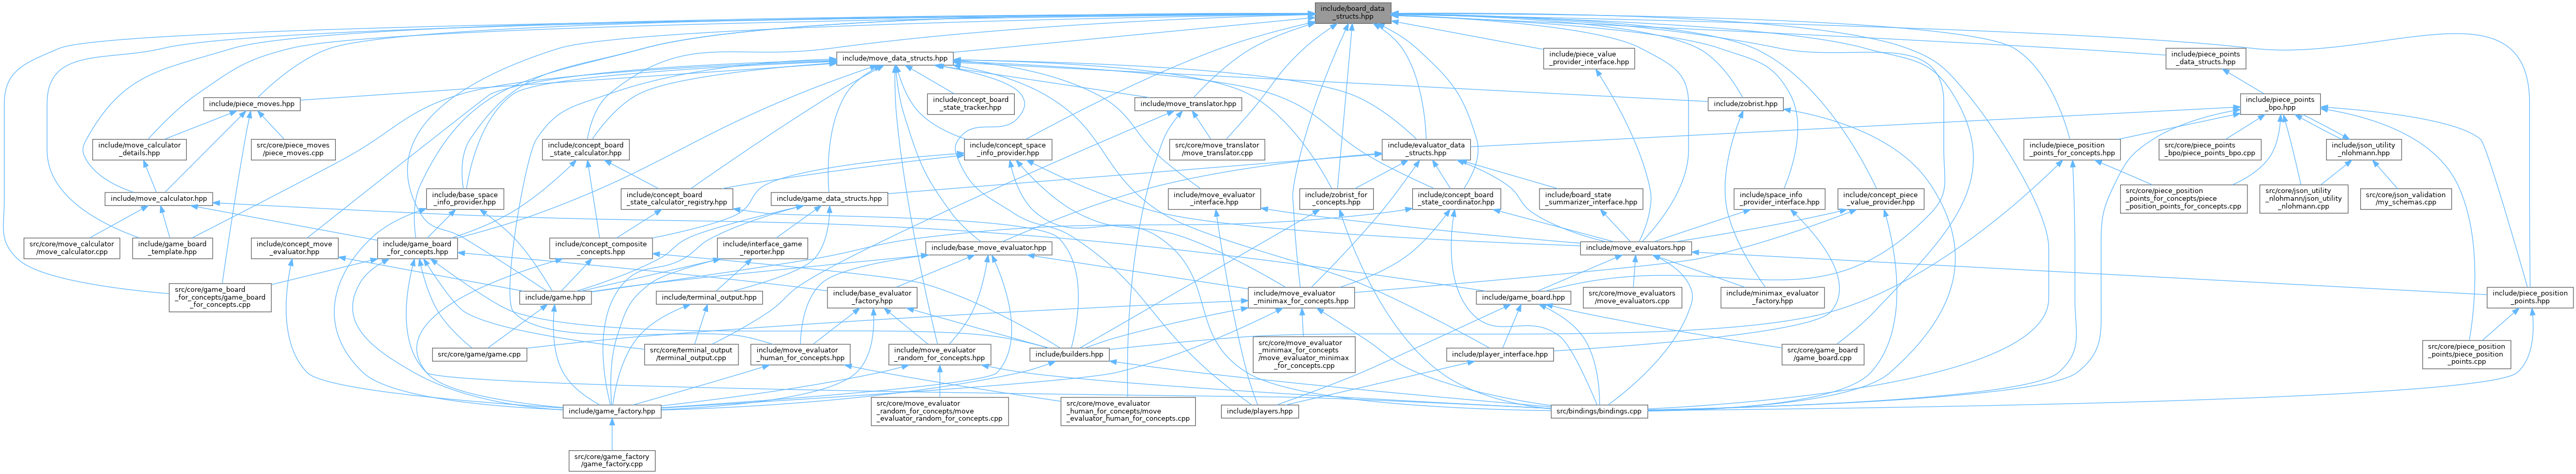 include/board_data
_structs.hpp
include/move_data_structs.hpp
include/piece_value
_provider_interface.hpp
include/piece_points
_data_structs.hpp
include/piece_moves.hpp
include/concept_board
_state_tracker.hpp
include/move_translator.hpp
include/zobrist.hpp
include/piece_points
_bpo.hpp
include/move_calculator
_details.hpp
src/core/piece_moves
/piece_moves.cpp
include/concept_board
_state_calculator.hpp
include/concept_space
_info_provider.hpp
src/core/move_translator
/move_translator.cpp
include/evaluator_data
_structs.hpp
include/piece_position
_points_for_concepts.hpp
src/core/piece_points
_bpo/piece_points_bpo.cpp
include/json_utility
_nlohmann.hpp
include/move_calculator.hpp
include/base_space
_info_provider.hpp
include/concept_board
_state_calculator_registry.hpp
include/game_data_structs.hpp
include/move_evaluator
_interface.hpp
include/zobrist_for
_concepts.hpp
include/concept_board
_state_coordinator.hpp
include/board_state
_summarizer_interface.hpp
include/space_info
_provider_interface.hpp
include/concept_piece
_value_provider.hpp
src/core/piece_position
_points_for_concepts/piece
_position_points_for_concepts.cpp
src/core/json_utility
_nlohmann/json_utility
_nlohmann.cpp
src/core/json_validation
/my_schemas.cpp
src/core/move_calculator
/move_calculator.cpp
include/game_board
_template.hpp
include/concept_move
_evaluator.hpp
include/game_board
_for_concepts.hpp
include/concept_composite
_concepts.hpp
include/interface_game
_reporter.hpp
include/base_move_evaluator.hpp
include/move_evaluators.hpp
src/core/game_board
_for_concepts/game_board
_for_concepts.cpp
include/game.hpp
include/terminal_output.hpp
include/base_evaluator
_factory.hpp
include/move_evaluator
_minimax_for_concepts.hpp
src/core/move_evaluators
/move_evaluators.cpp
include/game_board.hpp
include/minimax_evaluator
_factory.hpp
include/piece_position
_points.hpp
src/core/game/game.cpp
src/core/terminal_output
/terminal_output.cpp
include/move_evaluator
_human_for_concepts.hpp
include/move_evaluator
_random_for_concepts.hpp
include/builders.hpp
src/core/move_evaluator
_minimax_for_concepts
/move_evaluator_minimax
_for_concepts.cpp
include/player_interface.hpp
src/core/game_board
/game_board.cpp
src/core/piece_position
_points/piece_position
_points.cpp
include/game_factory.hpp
src/core/move_evaluator
_random_for_concepts/move
_evaluator_random_for_concepts.cpp
src/core/move_evaluator
_human_for_concepts/move
_evaluator_human_for_concepts.cpp
include/players.hpp
src/bindings/bindings.cpp
src/core/game_factory
/game_factory.cpp